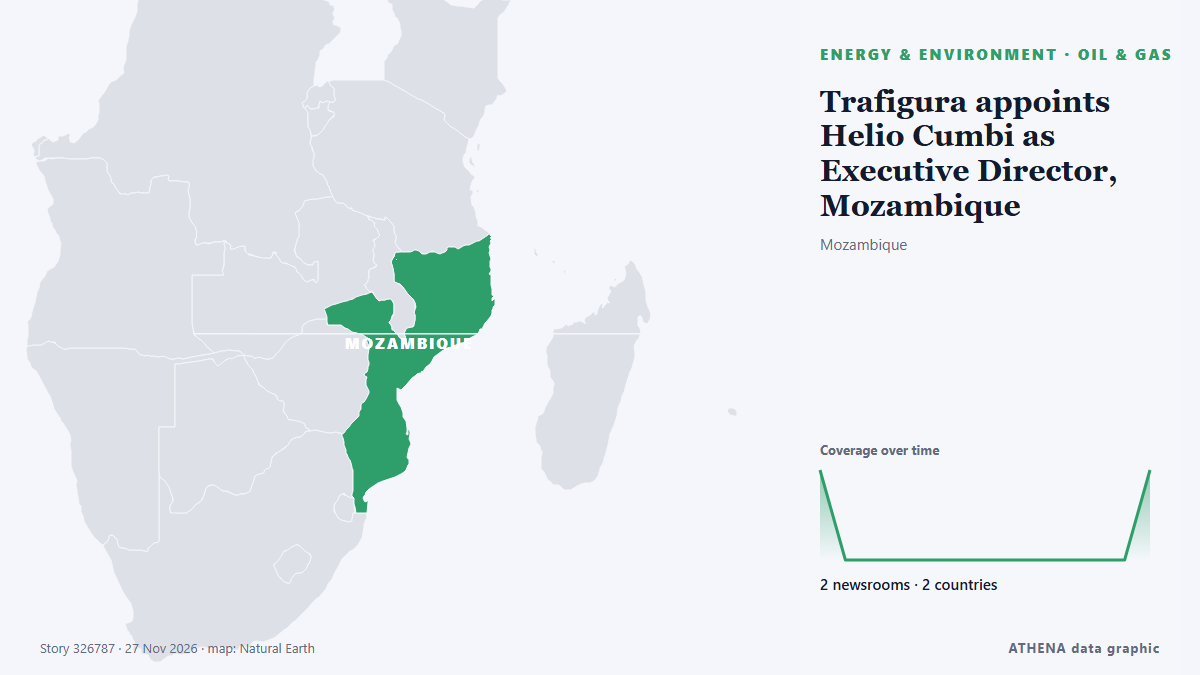 ENERGY & ENVIRONMENT · OIL & GAS
Trafigura appoints
Helio Cumbi as
Executive Director,
Mozambique
Mozambique
MOZAMBIQUE
Coverage over time
2 newsrooms · 2 countries
Story 326787 · 27 Nov 2026 · map: Natural Earth
ATHENA data graphic